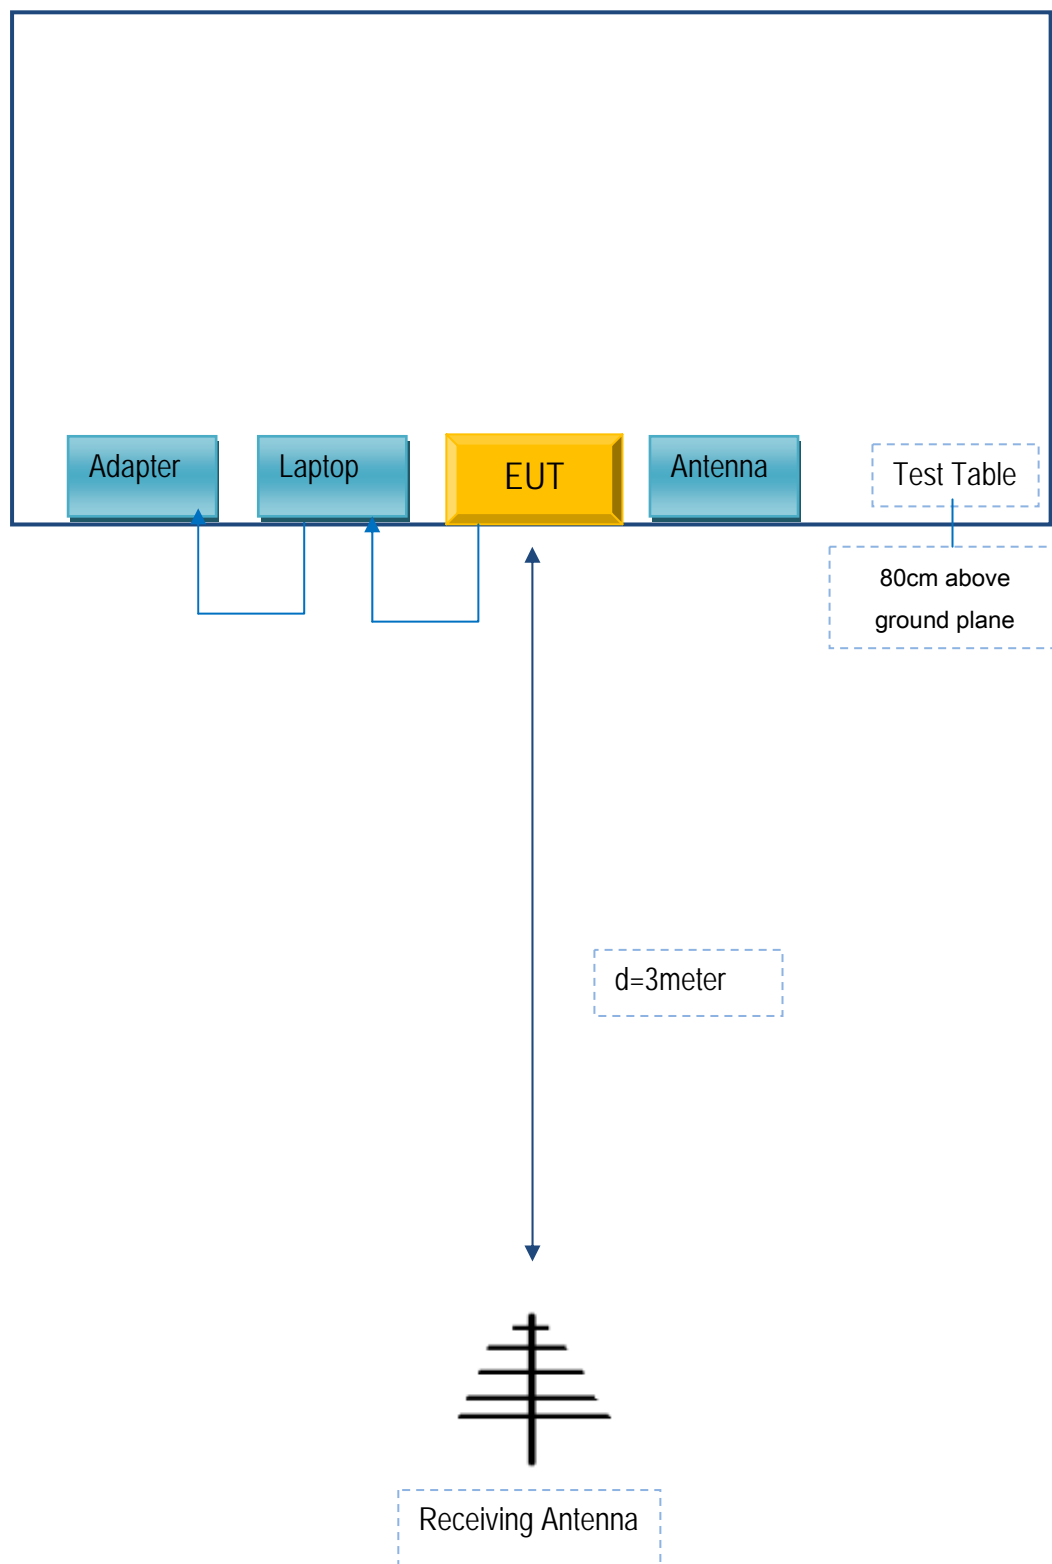 Adapter
Laptop
EUT
Antenna
Test Table
80cm above
ground plane
d=3meter
Receiving Antenna